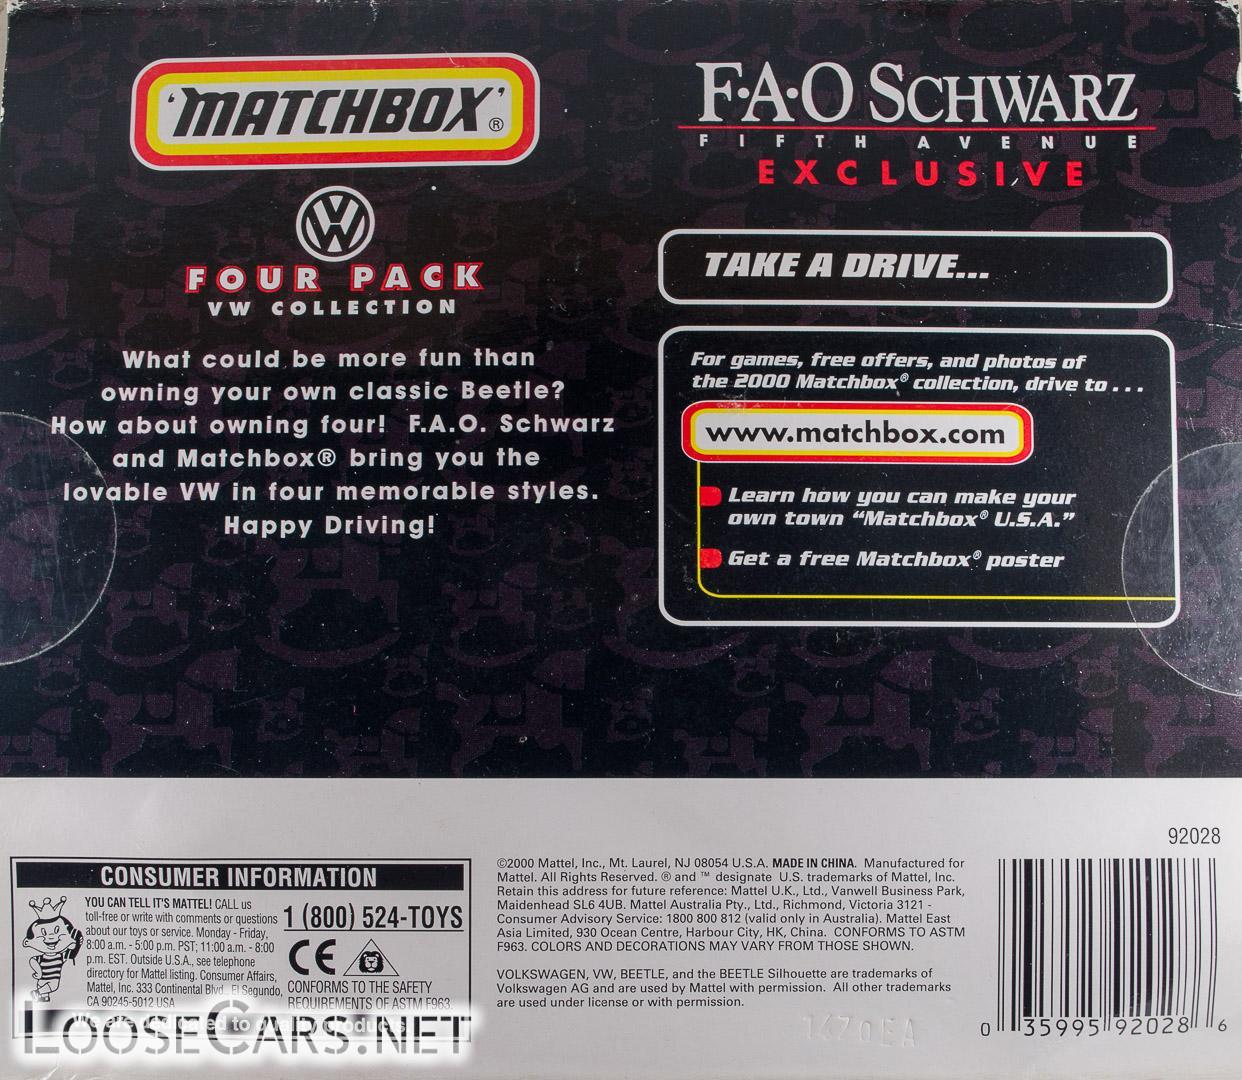 'MATCHBOX'®
VW
FOUR PACK
VW COLLECTION
What could be more fun than
owning your own classic Beetle?
How about owning four! F.A.O. Schwarz
and Matchbox® bring you the
lovable VW in four memorable styles.
Happy Driving!
F·A·O SCHWARZ
FIFTH AVENUE
EXCLUSIVE
TAKE A DRIVE...
For games, free offers, and photos of
the 2000 Matchbox® collection, drive to . . .
www.matchbox.com
Learn how you can make your
own town "Matchbox® U.S.A."
Get a free Matchbox® poster
CONSUMER INFORMATION
YOU CAN TELL IT'S MATTEL! CALL us
toll-free or write with comments or questions
about our toys or service. Monday - Friday,
8:00 a.m. - 5:00 p.m. PST; 11:00 a.m. - 8:00
p.m. EST. Outside U.S.A., see telephone
directory for Mattel listing. Consumer Affairs,
Mattel, Inc. 333 Continental Blvd., El Segundo,
CA 90245-5012 USA
We are dedicated to quality products.
1 (800) 524-TOYS
CE
CONFORMS TO THE SAFETY
REQUIREMENTS OF ASTM F963.
©2000 Mattel, Inc., Mt. Laurel, NJ 08054 U.S.A. MADE IN CHINA. Manufactured for
Mattel. All Rights Reserved. ® and ™ designate U.S. trademarks of Mattel, Inc.
Retain this address for future reference: Mattel U.K., Ltd., Vanwell Business Park,
Maidenhead SL6 4UB. Mattel Australia Pty., Ltd., Richmond, Victoria 3121 -
Consumer Advisory Service: 1800 800 812 (valid only in Australia). Mattel East
Asia Limited, 930 Ocean Centre, Harbour City, HK, China. CONFORMS TO ASTM
F963. COLORS AND DECORATIONS MAY VARY FROM THOSE SHOWN.
VOLKSWAGEN, VW, BEETLE, and the BEETLE Silhouette are trademarks of
Volkswagen AG and are used by Mattel with permission. All other trademarks
are used under license or with permission.
92028
0 35995 92028 6
LOOSECARS.NET